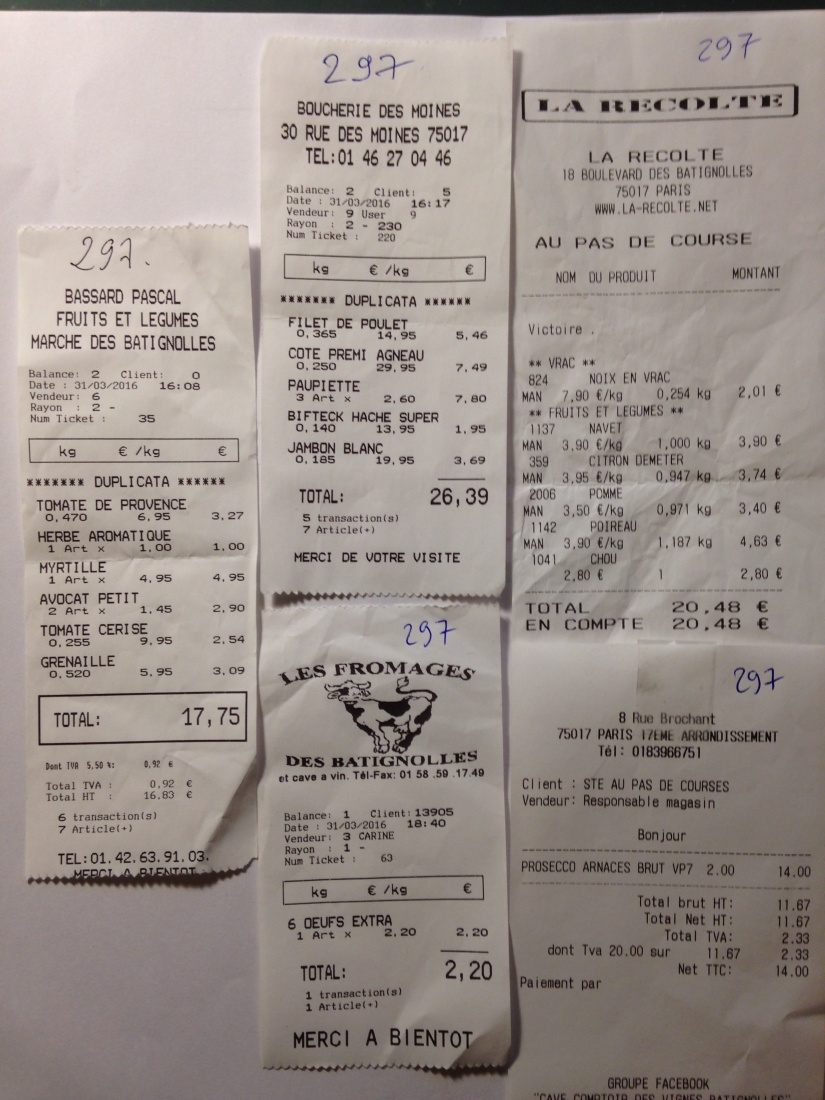 297.
BASSARD PASCAL
FRUITS ET LEGUMES
MARCHE DES BATIGNOLLES
Balance: 2 Client: 0
Date : 31/03/2016 16:08
Vendeur: 6
Rayon : 2 -
Num Ticket : 35
kg € /kg €
******* DUPLICATA ******
TOMATE DE PROVENCE
0,470 6,95 3,27
HERBE AROMATIQUE
1 Art x 1,00 1,00
MYRTILLE
1 Art x 4,95 4,95
AVOCAT PETIT
2 Art x 1,45 2,90
TOMATE CERISE
0,255 9,95 2,54
GRENAILLE
0,520 5,95 3,09
TOTAL: 17,75
Dont TVA 5,50 %: 0,92 €
Total TVA : 0,92 €
Total HT : 16,83 €
6 transaction(s)
7 Article(+)
TEL:01.42.63.91.03.
MERCI A BIENTOT
297
BOUCHERIE DES MOINES
30 RUE DES MOINES 75017
TEL:01 46 27 04 46
Balance: 2 Client: 5
Date : 31/03/2016 16:17
Vendeur: 9 User 9
Rayon : 2 - 230
Num Ticket : 220
kg € /kg €
******* DUPLICATA ******
FILET DE POULET
0,365 14,95 5,46
COTE PREMI AGNEAU
0,250 29,95 7,49
PAUPIETTE
3 Art x 2,60 7,80
BIFTECK HACHE SUPER
0,140 13,95 1,95
JAMBON BLANC
0,185 19,95 3,69
TOTAL: 26,39
5 transaction(s)
7 Article(+)
MERCI DE VOTRE VISITE
297
LES FROMAGES
DES BATIGNOLLES
et cave a vin. Tél-Fax: 01 58 .59 .17.49
Balance: 1 Client:13905
Date : 31/03/2016 18:40
Vendeur: 3 CARINE
Rayon : 1 -
Num Ticket : 63
kg € /kg €
6 OEUFS EXTRA
1 Art x 2,20 2,20
TOTAL: 2,20
1 transaction(s)
1 Article(+)
MERCI A BIENTOT
297
LA RECOLTE
LA RECOLTE
18 BOULEVARD DES BATIGNOLLES
75017 PARIS
WWW.LA-RECOLTE.NET
AU PAS DE COURSE
NOM DU PRODUIT MONTANT
Victoire .
** VRAC **
824 NOIX EN VRAC
MAN 7,90 €/kg 0,254 kg 2,01 €
** FRUITS ET LEGUMES **
1137 NAVET
MAN 3,90 €/kg 1,000 kg 3,90 €
359 CITRON DEMETER
MAN 3,95 €/kg 0,947 kg 3,74 €
2006 POMME
MAN 3,50 €/kg 0,971 kg 3,40 €
1142 POIREAU
MAN 3,90 €/kg 1,187 kg 4,63 €
1041 CHOU
2,80 € 1 2,80 €
TOTAL 20,48 €
EN COMPTE 20,48 €
297
8 Rue Brochant
75017 PARIS 17EME ARRONDISSEMENT
Tél: 0183966751
Client : STE AU PAS DE COURSES
Vendeur: Responsable magasin
Bonjour
PROSECCO ARNACES BRUT VP7 2.00 14.00
Total brut HT: 11.67
Total Net HT: 11.67
Total TVA: 2.33
dont Tva 20.00 sur 11.67 2.33
Net TTC: 14.00
Paiement par
GROUPE FACEBOOK
"CAVE COMPTOIR DES VIGNES BATIGNOLLES"